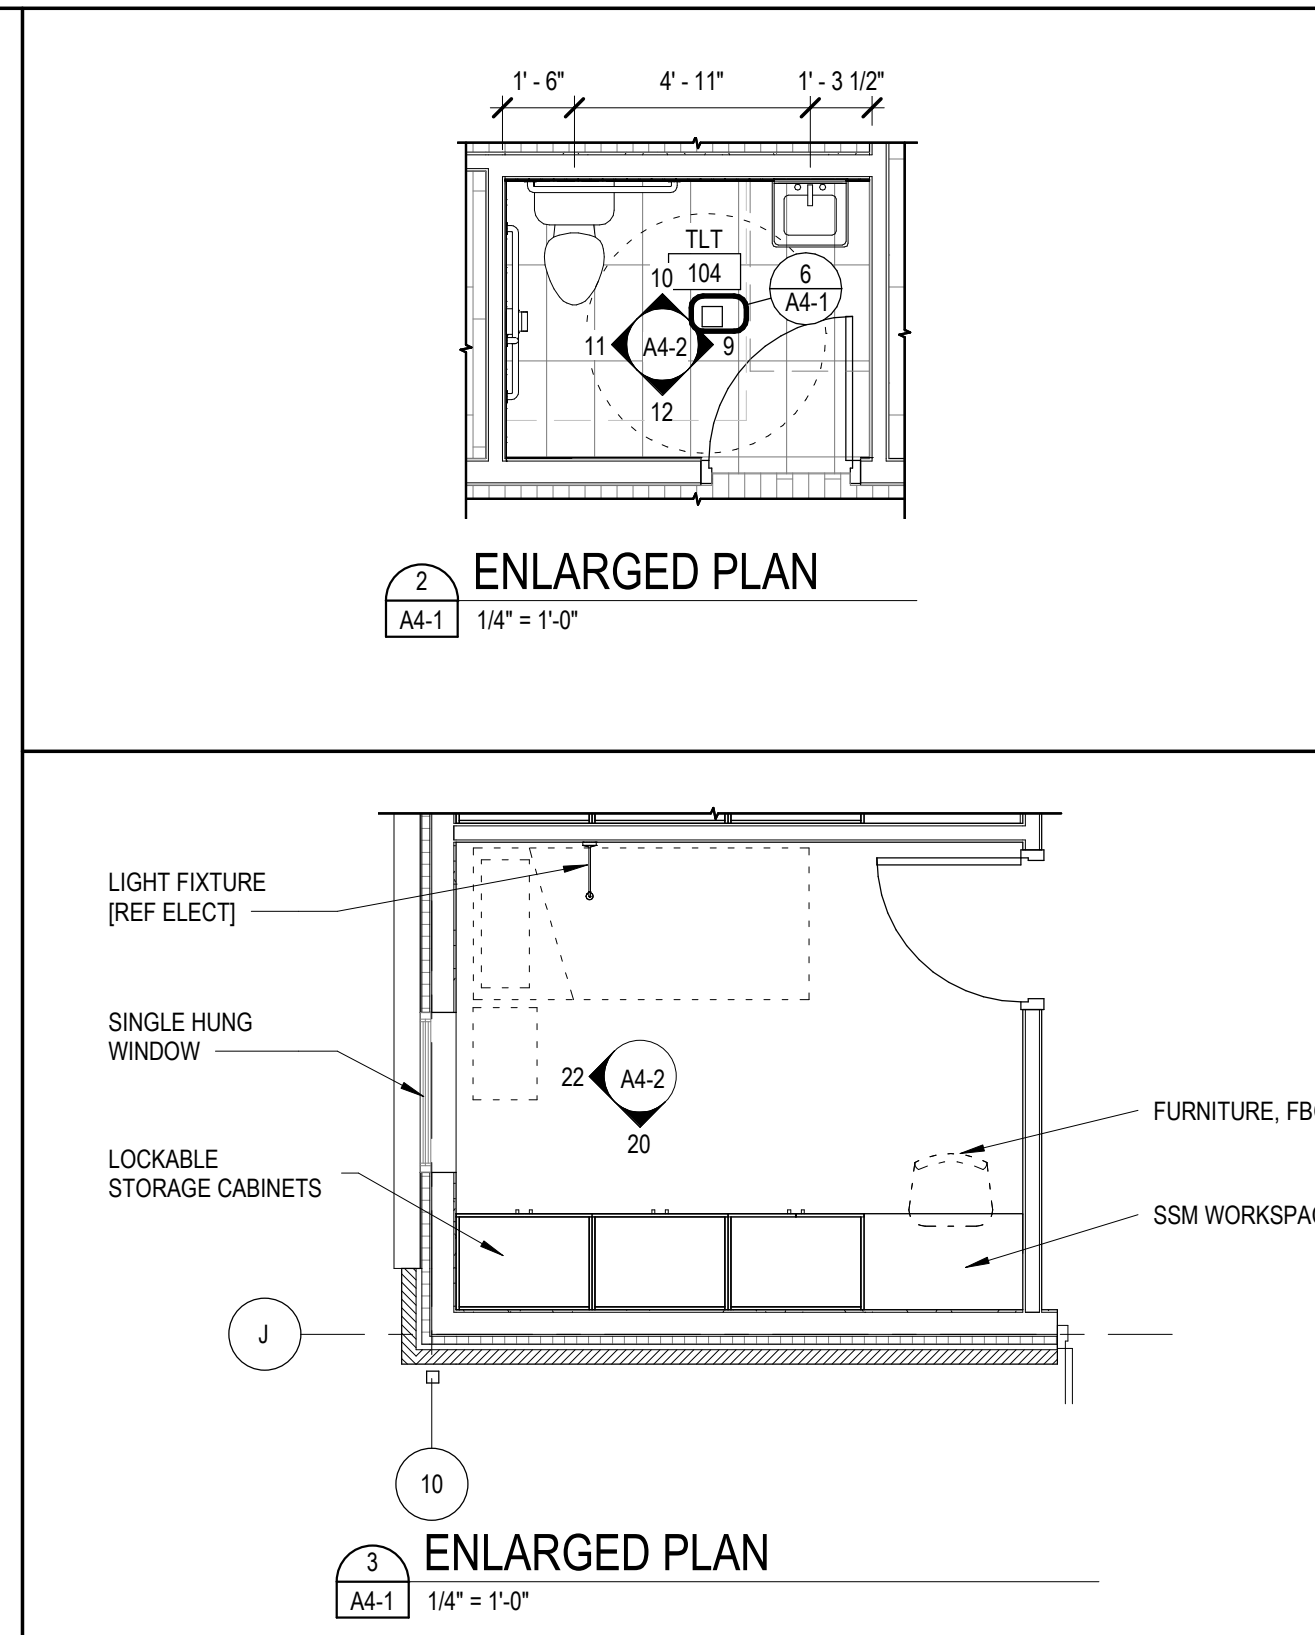 1' - 6"
4' - 11"
1' - 3 1/2"
TLT
104
10
6
A4-1
11
A4-2
9
12
2
A4-1
ENLARGED PLAN
1/4" = 1'-0"
LIGHT FIXTURE
[REF ELECT]
SINGLE HUNG
WINDOW
22
A4-2
20
FURNITURE,
LOCKABLE
STORAGE CABINETS
SSM
J
10
3
A4-1
ENLARGED PLAN
1/4" = 1'-0"